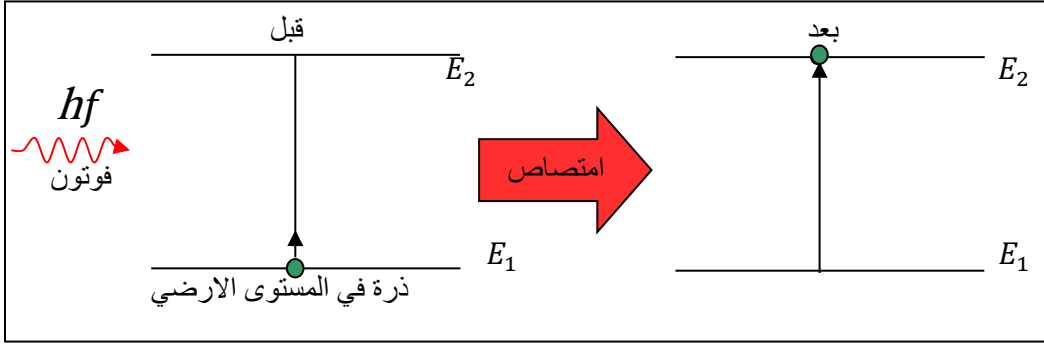 قبل
E₂
hf
فوتون
E₁
ذرة في المستوى الارضي
امتصاص
بعد
E₂
E₁